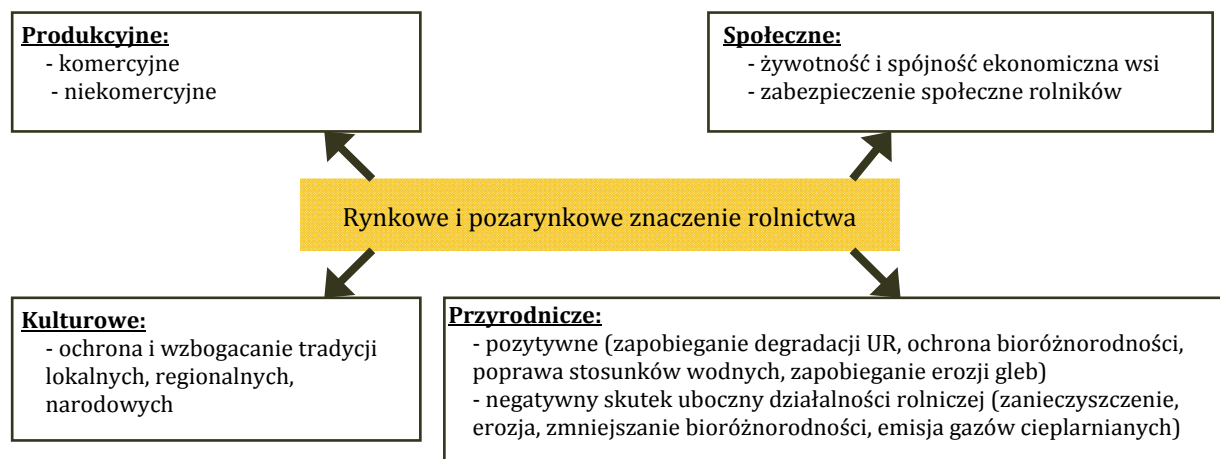 Produkcyjne:
- komercyjne
- niekomercyjne
Społeczne:
- żywotność i spójność ekonomiczna wsi
- zabezpieczenie społeczne rolników
Rynkowe i pozarynkowe znaczenie rolnictwa
Kulturowe:
- ochrona i wzbogacanie tradycji
lokalnych, regionalnych,
narodowych
Przyrodnicze:
- pozytywne (zapobieganie degradacji UR, ochrona bioróżnorodności,
poprawa stosunków wodnych, zapobieganie erozji gleb)
- negatywny skutek uboczny działalności rolniczej (zanieczyszczenie,
erozja, zmniejszanie bioróżnorodności, emisja gazów cieplarnianych)